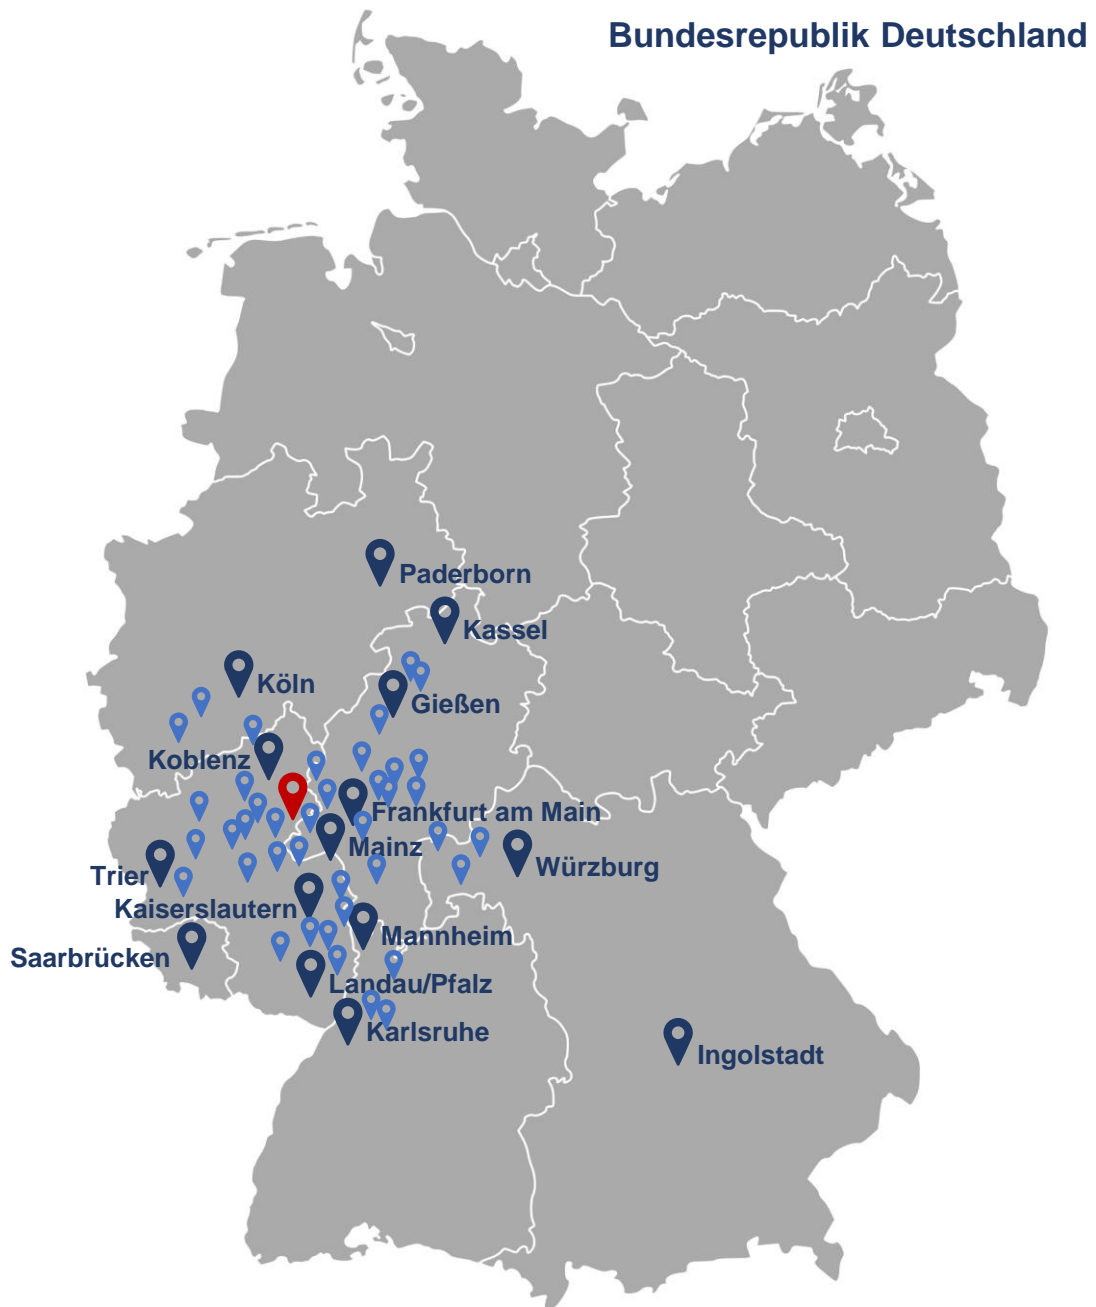 Bundesrepublik Deutschland
Paderborn
Kassel
Köln
Gießen
Koblenz
Frankfurt am Main
Mainz
Würzburg
Trier
Kaiserslautern
Mannheim
Saarbrücken
Landau/Pfalz
Karlsruhe
Ingolstadt